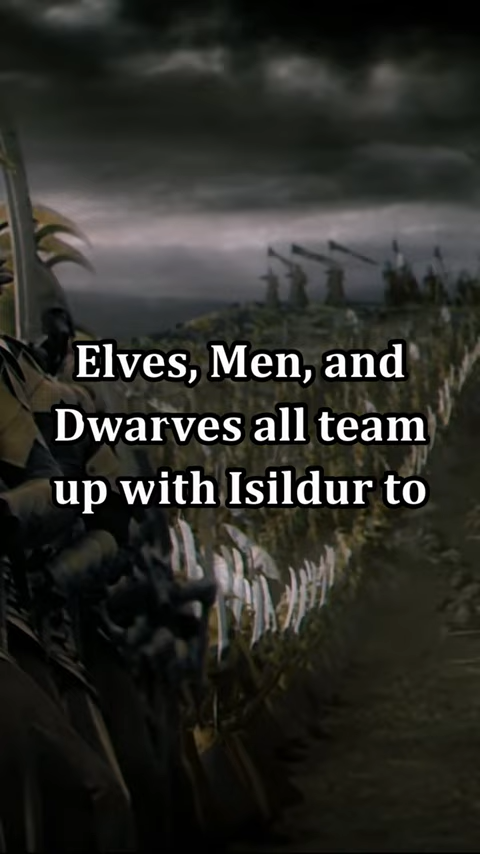 Elves, Men, and
Dwarves all team
up with Isildur to